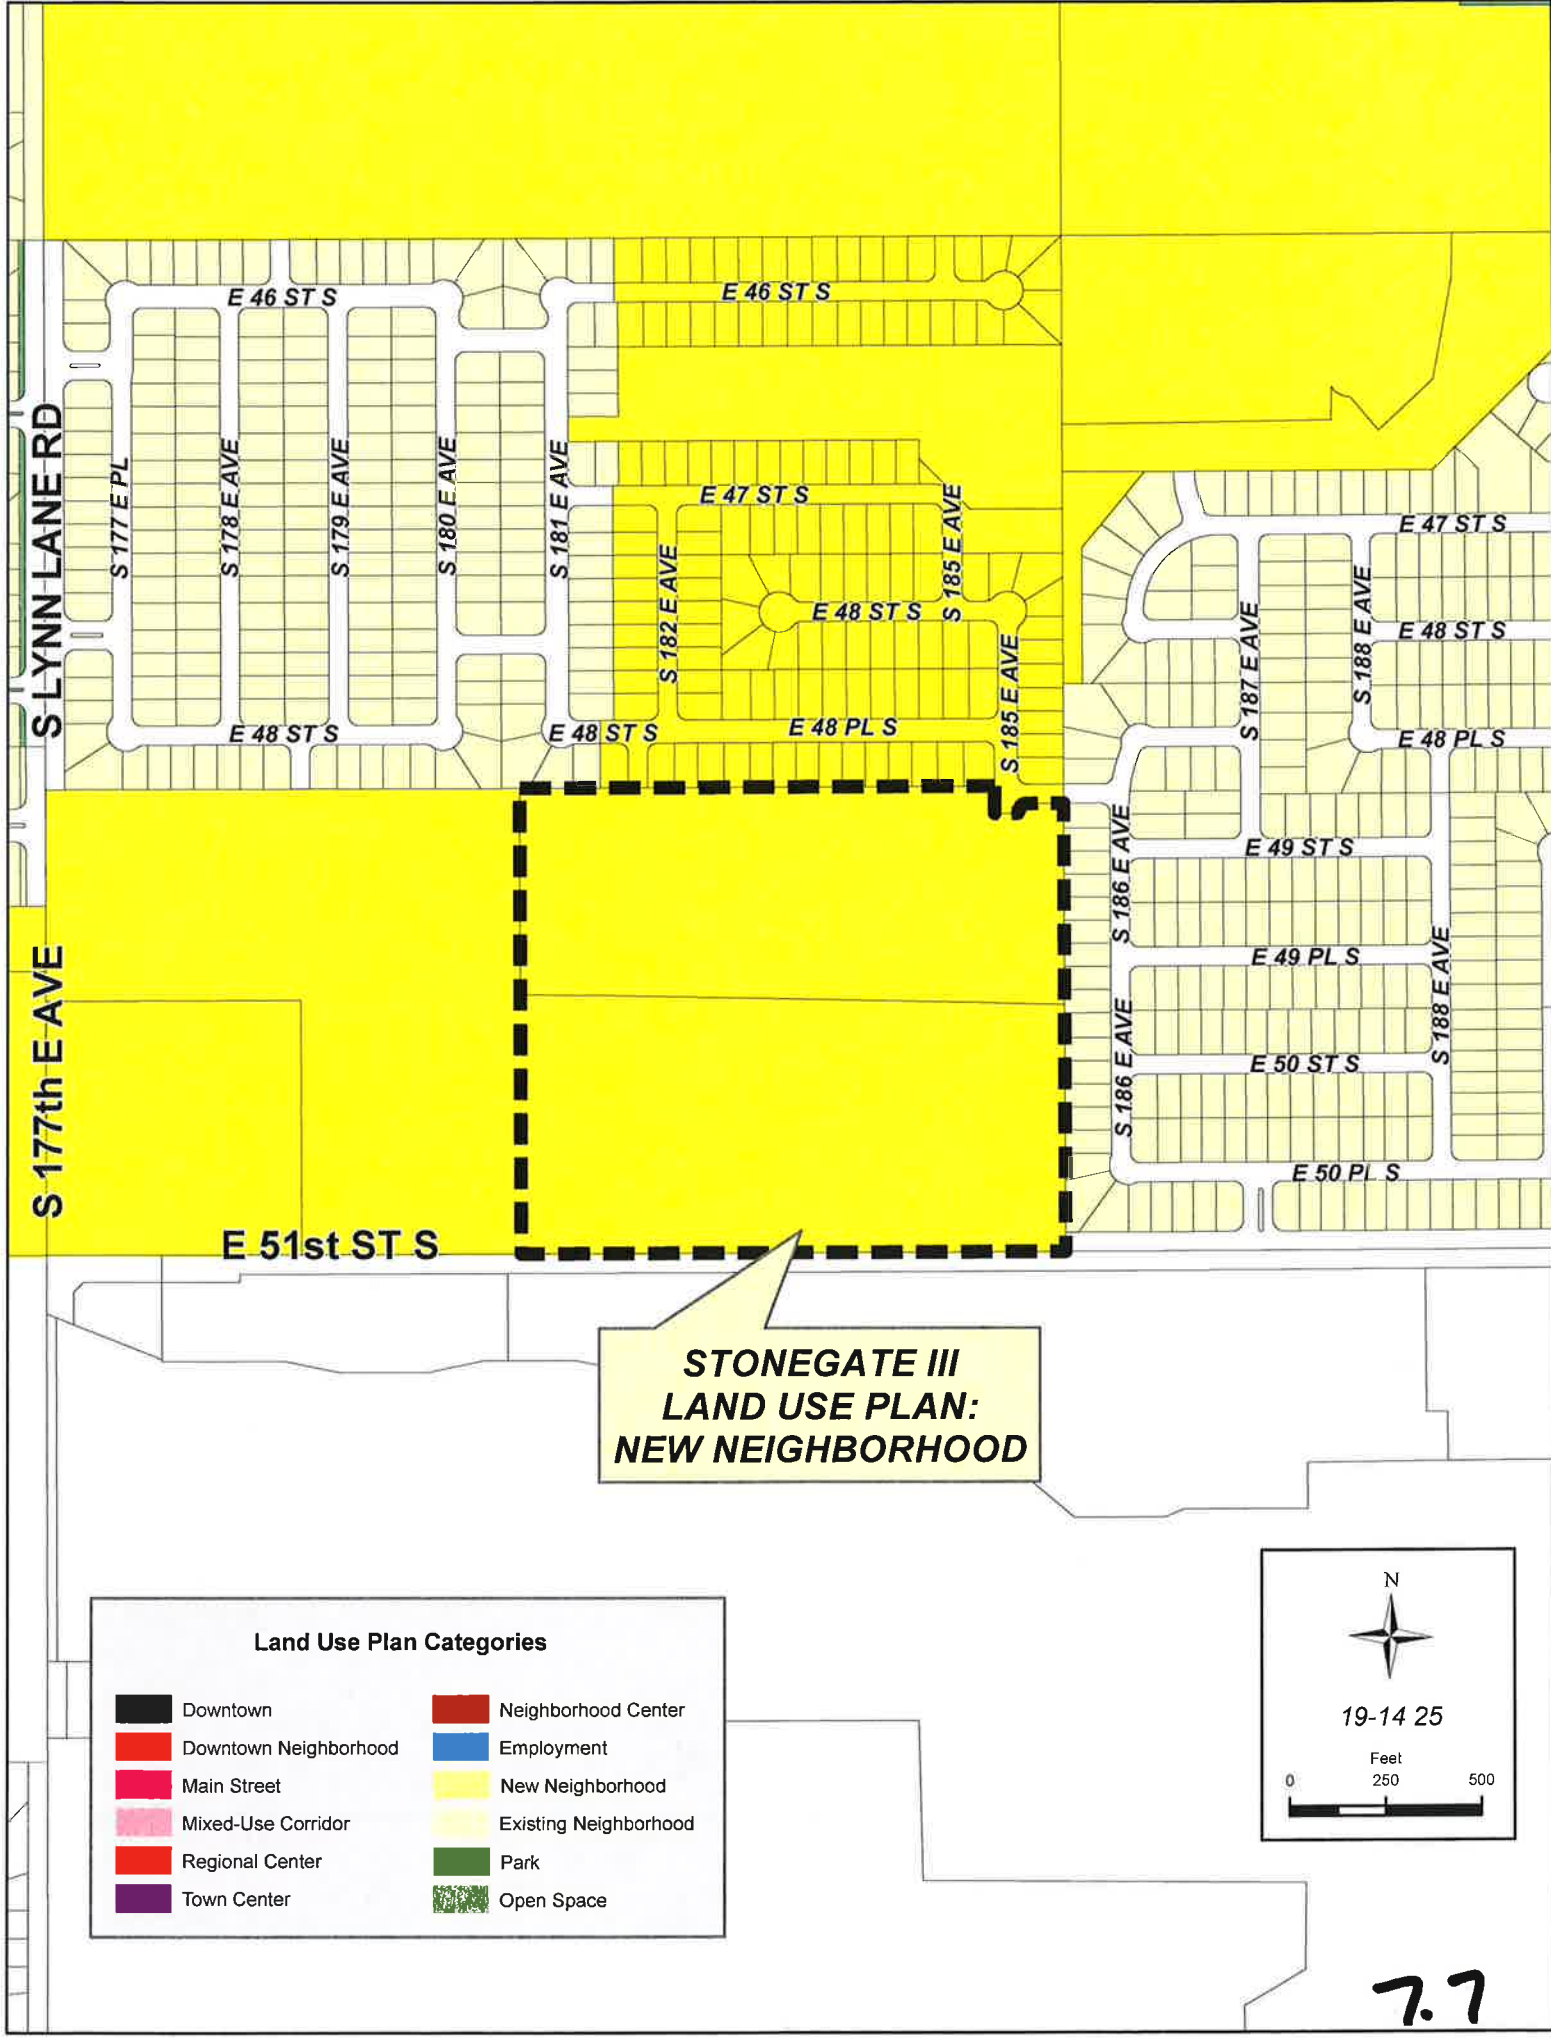 E 46 ST S
E 46 ST S
S LYNN LANE RD
S 177 E PL
S 178 E AVE
S 179 E AVE
S 180 E AVE
S 181 E AVE
E 47 ST S
S 185 E AVE
E 47 ST S
S 182 E AVE
E 48 ST S
S 187 E AVE
S 188 E AVE
E 48 ST S
S 185 E AVE
E 48 ST S
E 48 ST S
E 48 PL S
E 48 PL S
S 186 E AVE
E 49 ST S
S 177th E AVE
E 49 PL S
S 188 E AVE
S 186 E AVE
E 50 ST S
E 50 PL S
E 51st ST S
STONEGATE III
LAND USE PLAN:
NEW NEIGHBORHOOD
Land Use Plan Categories
Downtown
Downtown Neighborhood
Main Street
Mixed-Use Corridor
Regional Center
Town Center
Neighborhood Center
Employment
New Neighborhood
Existing Neighborhood
Park
Open Space
N
19-14 25
Feet
0 250 500
7.7